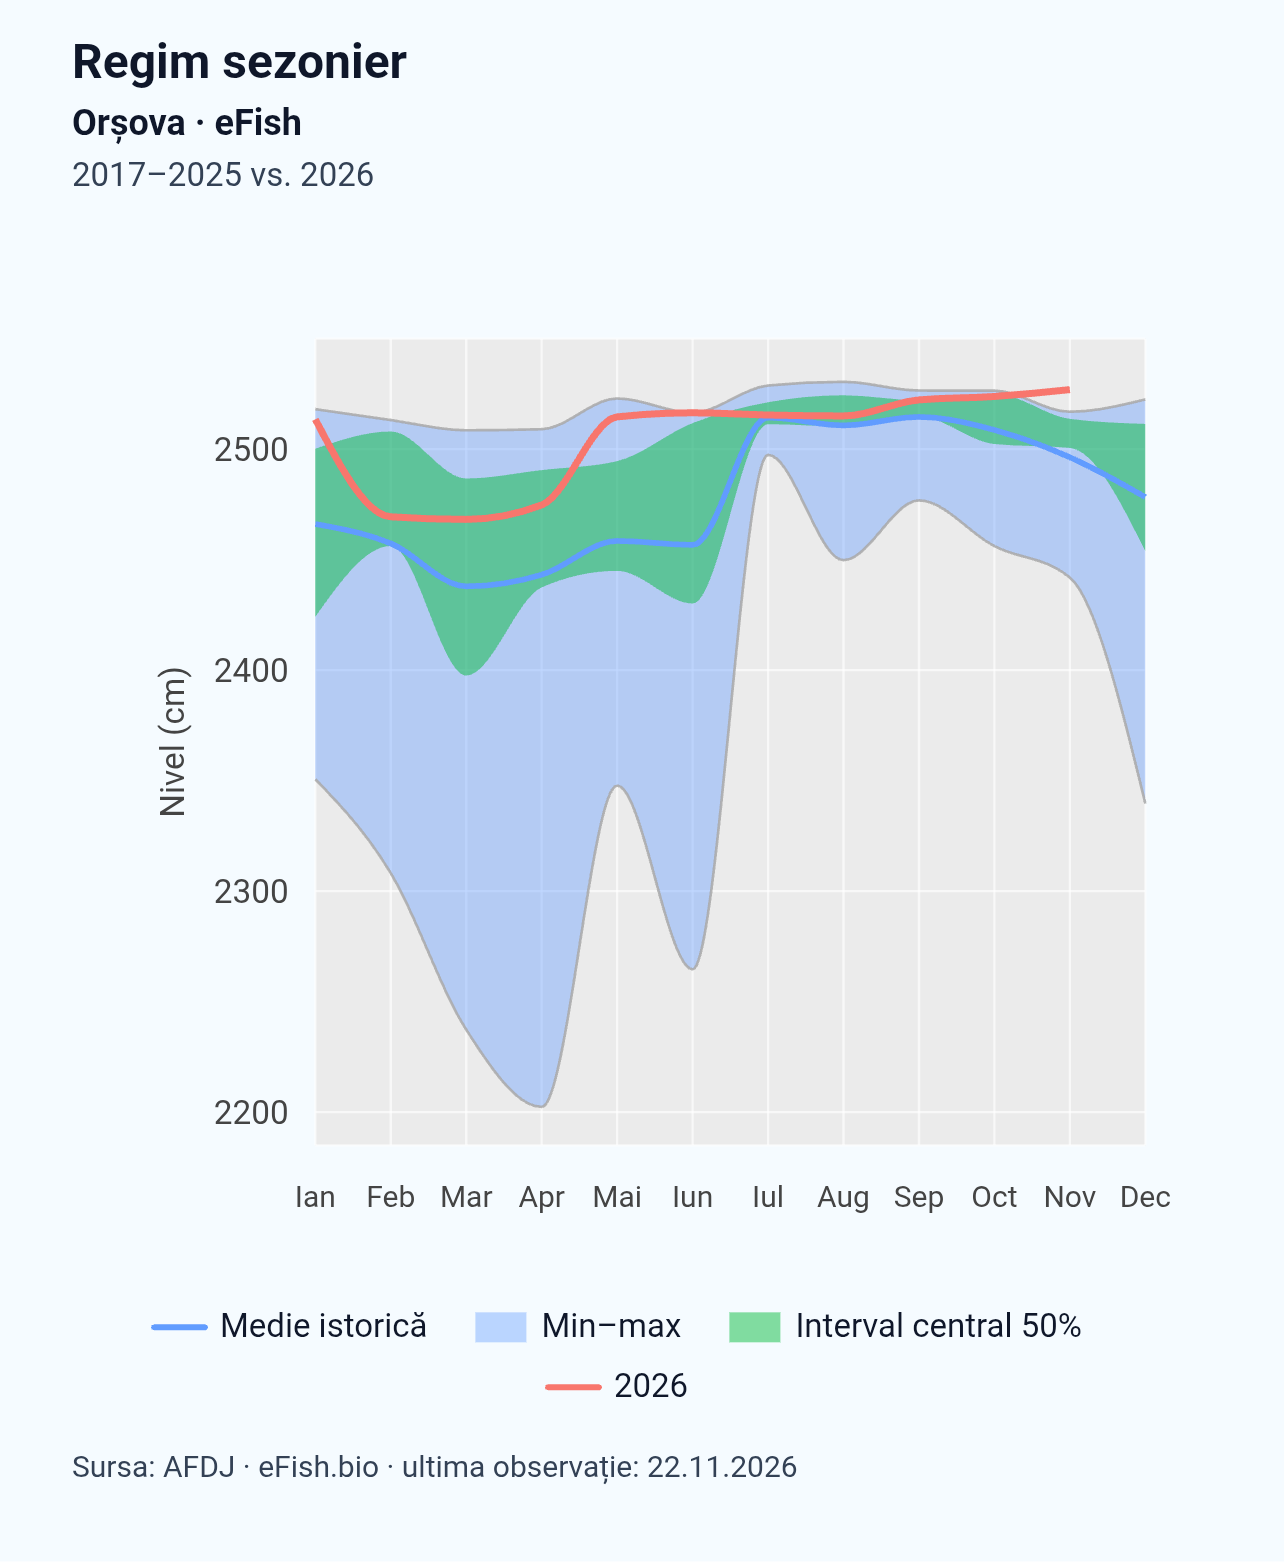 Regim sezonier
Orșova · eFish
2017–2025 vs. 2026
Nivel (cm)
2500
2400
2300
2200
Ian Feb Mar Apr Mai Iun Iul Aug Sep Oct Nov Dec
Medie istorică Min–max Interval central 50%
2026
Sursa: AFDJ · eFish.bio · ultima observație: 22.11.2026